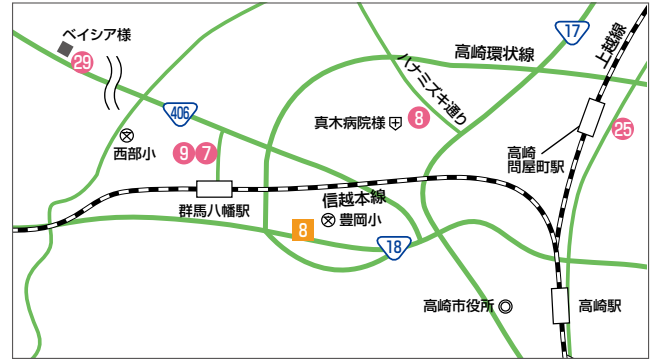 ベイシア様
29
406
西部小
9 7
群馬八幡駅
真木病院様
8
ハナミズキ通り
高崎環状線
17
上越線
高崎
問屋町駅
25
信越本線
豊岡小
8
18
高崎市役所
高崎駅